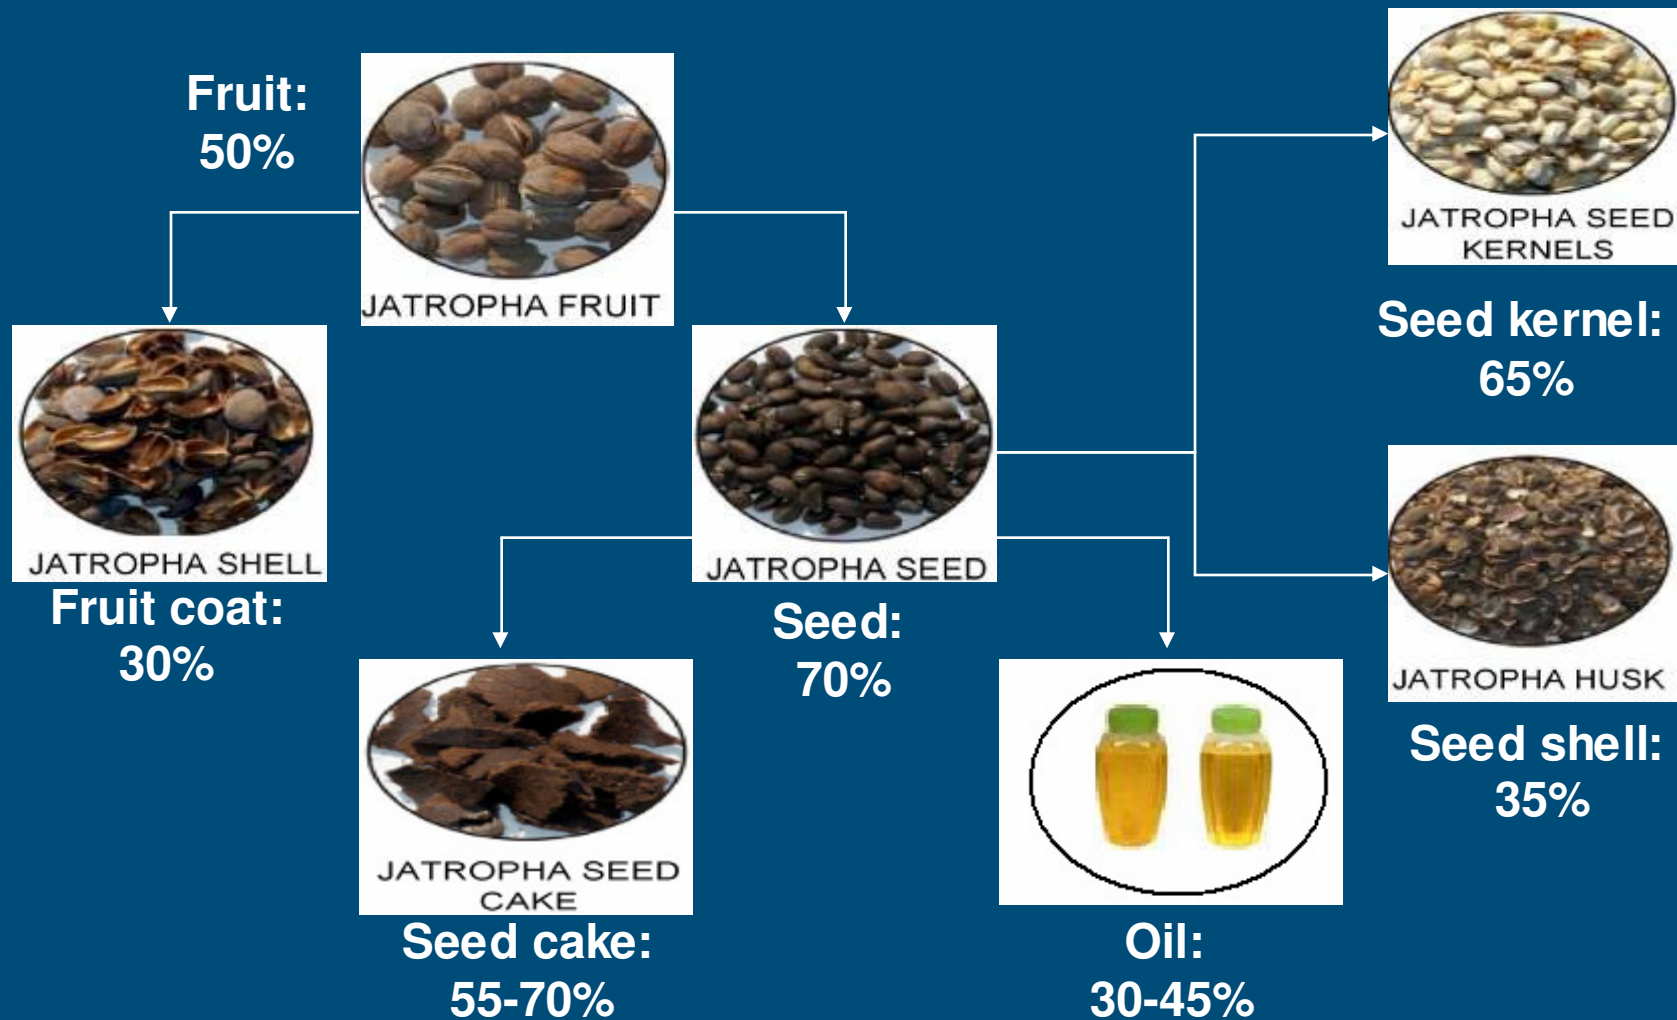 Fruit:
50%
JATROPHA FRUIT
JATROPHA SEED
KERNELS
Seed kernel:
65%
JATROPHA SHELL
Fruit coat:
30%
JATROPHA SEED
Seed:
70%
JATROPHA HUSK
Seed shell:
35%
JATROPHA SEED
CAKE
Seed cake:
55-70%
Oil:
30-45%